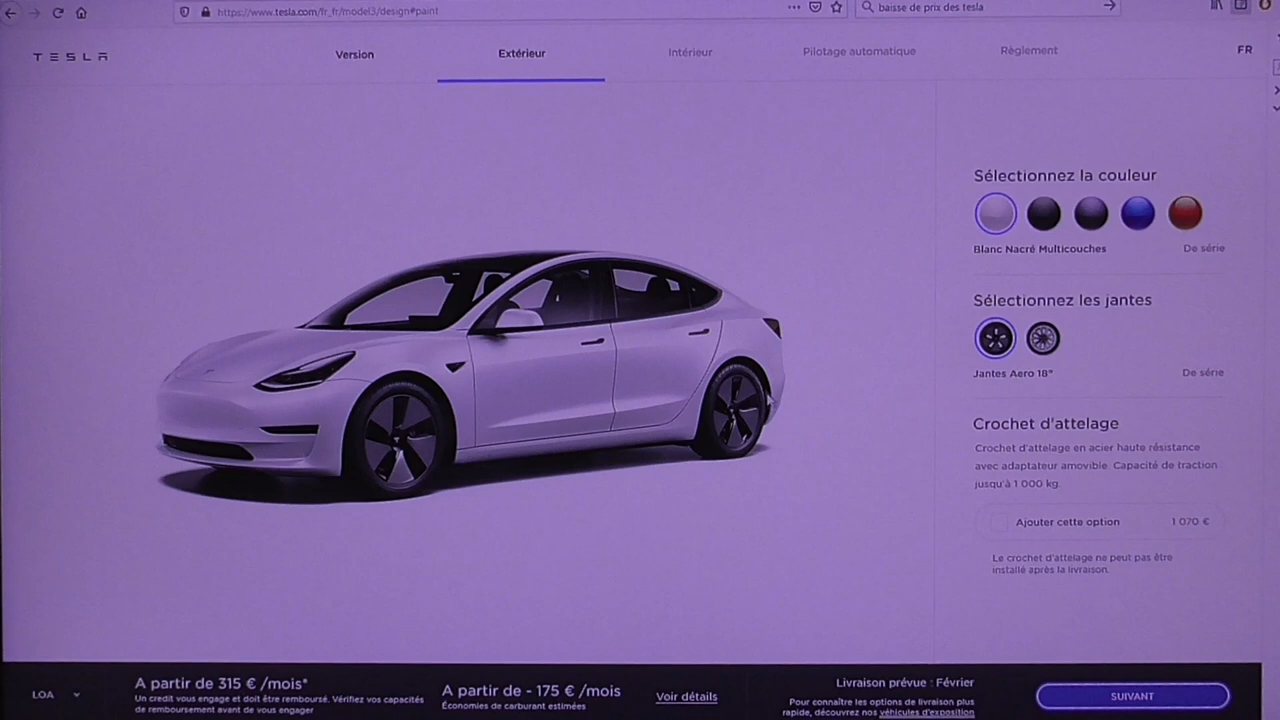 https://www.tesla.com/fr_fr/model3/design#paint
baisse de prix des tesla
TESLA
Version
Extérieur
Intérieur
Pilotage automatique
Règlement
FR
Sélectionnez la couleur
Blanc Nacré Multicouches
De série
Sélectionnez les jantes
Jantes Aero 18"
De série
Crochet d'attelage
Crochet d'attelage en acier haute résistance
avec adaptateur amovible. Capacité de traction
jusqu'à 1 000 kg.
Ajouter cette option
1 070 €
Le crochet d'attelage ne peut pas être
installé après la livraison.
LOA
A partir de 315 € /mois*
Un credit vous engage et doit être remboursé. Vérifiez vos capacités
de remboursement avant de vous engager
A partir de - 175 € /mois
Économies de carburant estimées
Voir détails
Livraison prévue : Février
Pour connaître les options de livraison plus
rapide, découvrez nos véhicules d'exposition
SUIVANT